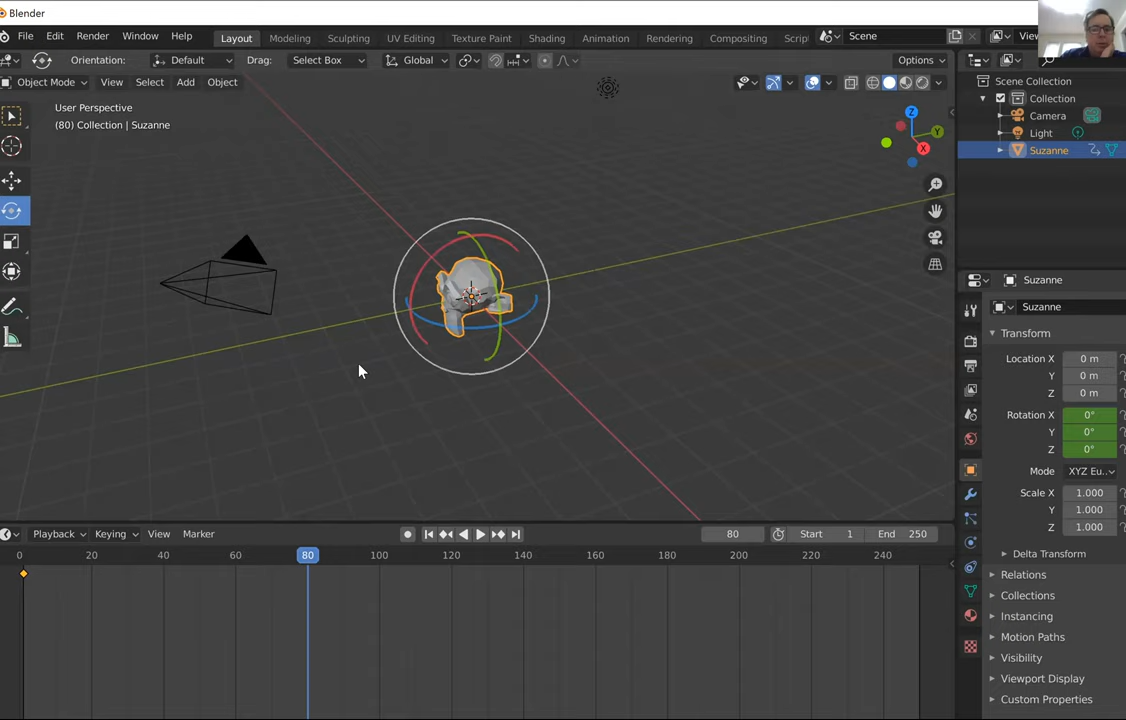 Blender
File Edit Render Window Help Layout Modeling Sculpting UV Editing Texture Paint Shading Animation Rendering Compositing Scene
Orientation: Default Drag: Select Box Global Options
Object Mode View Select Add Object
User Perspective
(80) Collection | Suzanne
Z
Y
X
Scene Collection
Collection
Camera
Light
Suzanne
Suzanne
Suzanne
Transform
Location X 0 m
Y 0 m
Z 0 m
Rotation X 0°
Y 0°
Z 0°
Mode XYZ Eu..
Scale X 1.000
Y 1.000
Z 1.000
Delta Transform
Relations
Collections
Instancing
Motion Paths
Visibility
Viewport Display
Custom Properties
Playback Keying View Marker 80 Start 1 End 250
0 20 40 60 80 100 120 140 160 180 200 220 240